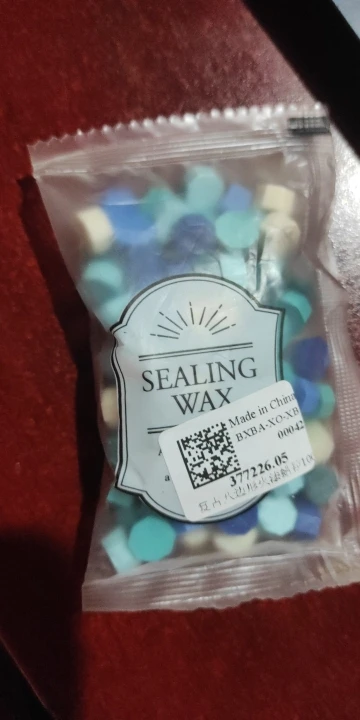 SEALING
WAX
Made in China
BXBA-XO-XB
00042
377226.05